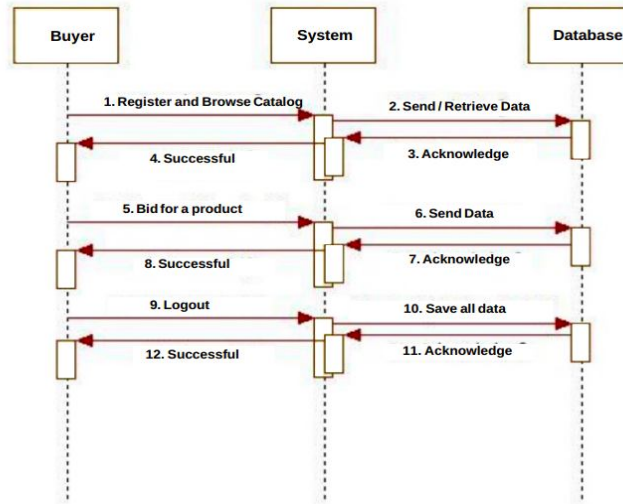 Buyer
System
Database
1. Register and Browse Catalog
2. Send / Retrieve Data
3. Acknowledge
4. Successful
5. Bid for a product
6. Send Data
7. Acknowledge
8. Successful
9. Logout
10. Save all data
11. Acknowledge
12. Successful